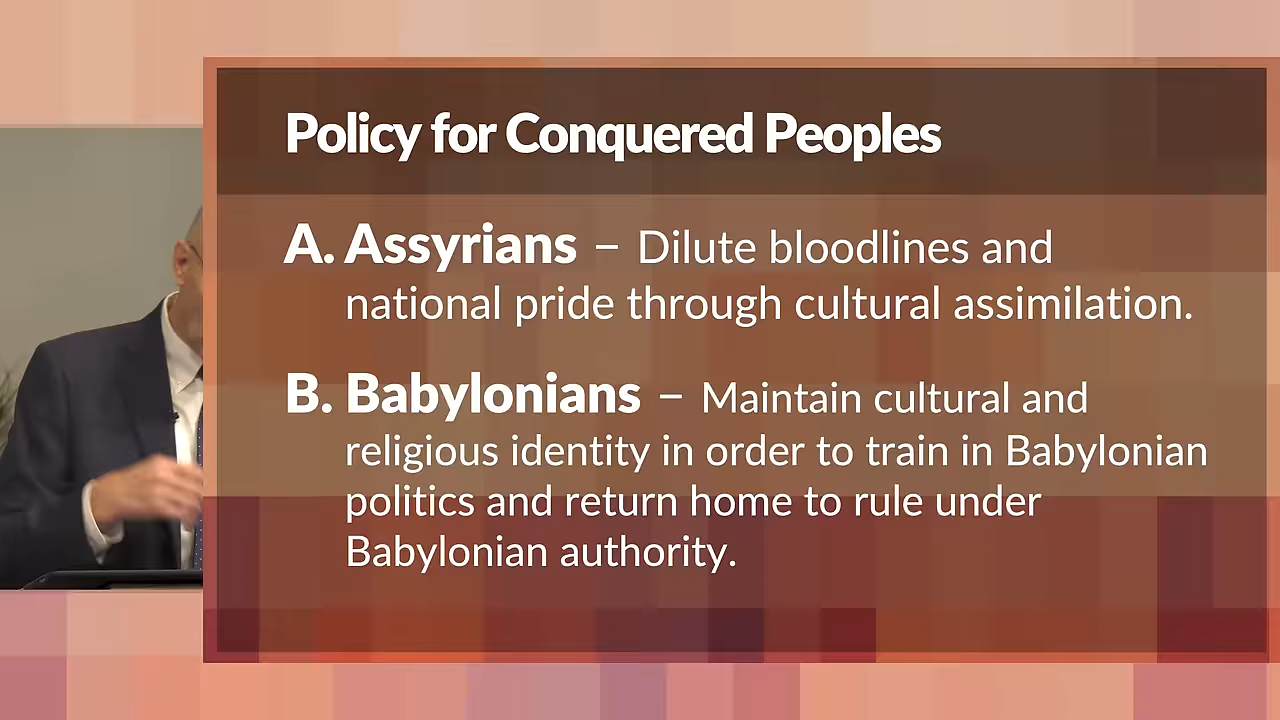 Policy for Conquered Peoples
A. Assyrians – Dilute bloodlines and
national pride through cultural assimilation.
B. Babylonians – Maintain cultural and
religious identity in order to train in Babylonian
politics and return home to rule under
Babylonian authority.